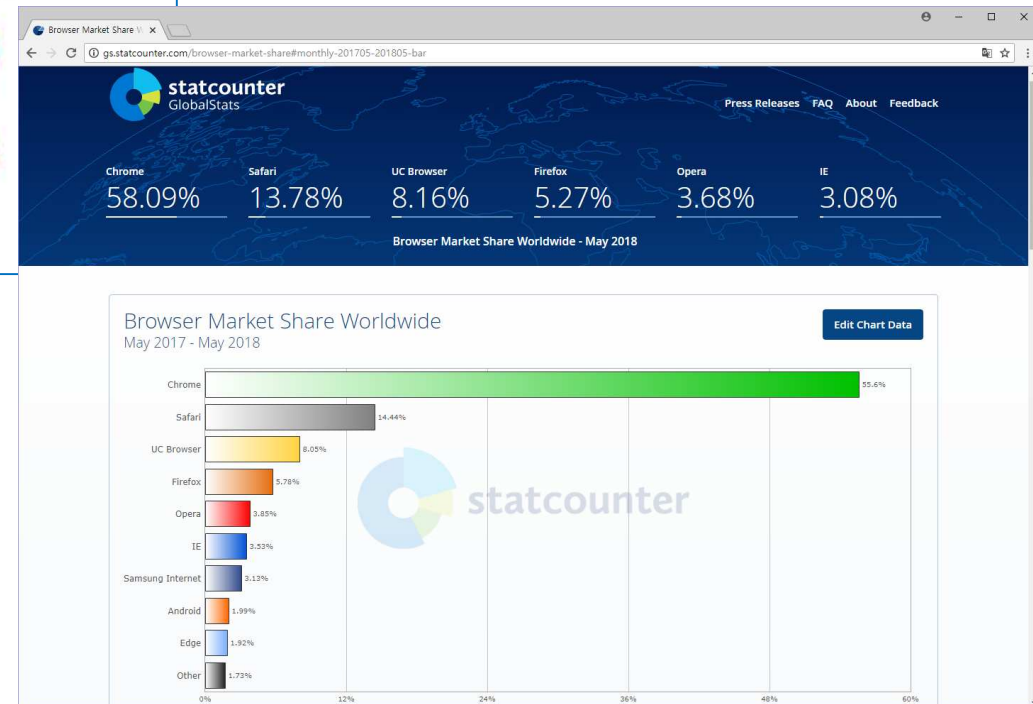 Browser Market Share W
gs.statcounter.com/browser-market-share#monthly-201705-201805-bar
statcounter
GlobalStats
Press Releases FAQ About Feedback
Chrome Safari UC Browser Firefox Opera IE
58.09% 13.78% 8.16% 5.27% 3.68% 3.08%
Browser Market Share Worldwide - May 2018
Browser Market Share Worldwide
May 2017 - May 2018
Edit Chart Data
Chrome 55.6%
Safari 14.44%
UC Browser 8.05%
Firefox 5.78%
statcounter
Opera 3.85%
IE 3.53%
Samsung Internet 3.13%
Android 1.99%
Edge 1.92%
Other 1.73%
0% 12% 24% 36% 48% 60%